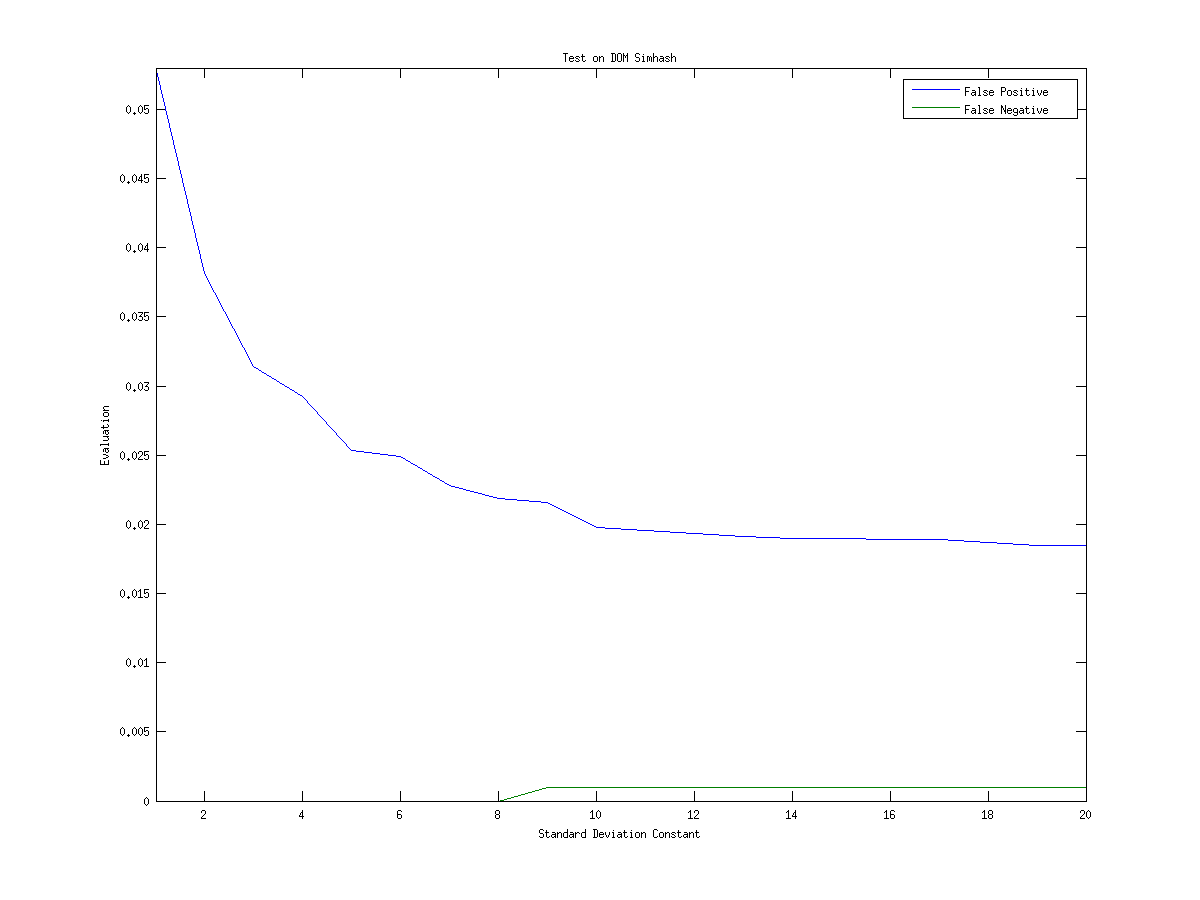 Test on DOM Simhash
False Positive
False Negative
0.05
0.045
0.04
0.035
0.03
0.025
0.02
0.015
0.01
0.005
0
Evaluation
2 4 6 8 10 12 14 16 18 20
Standard Deviation Constant